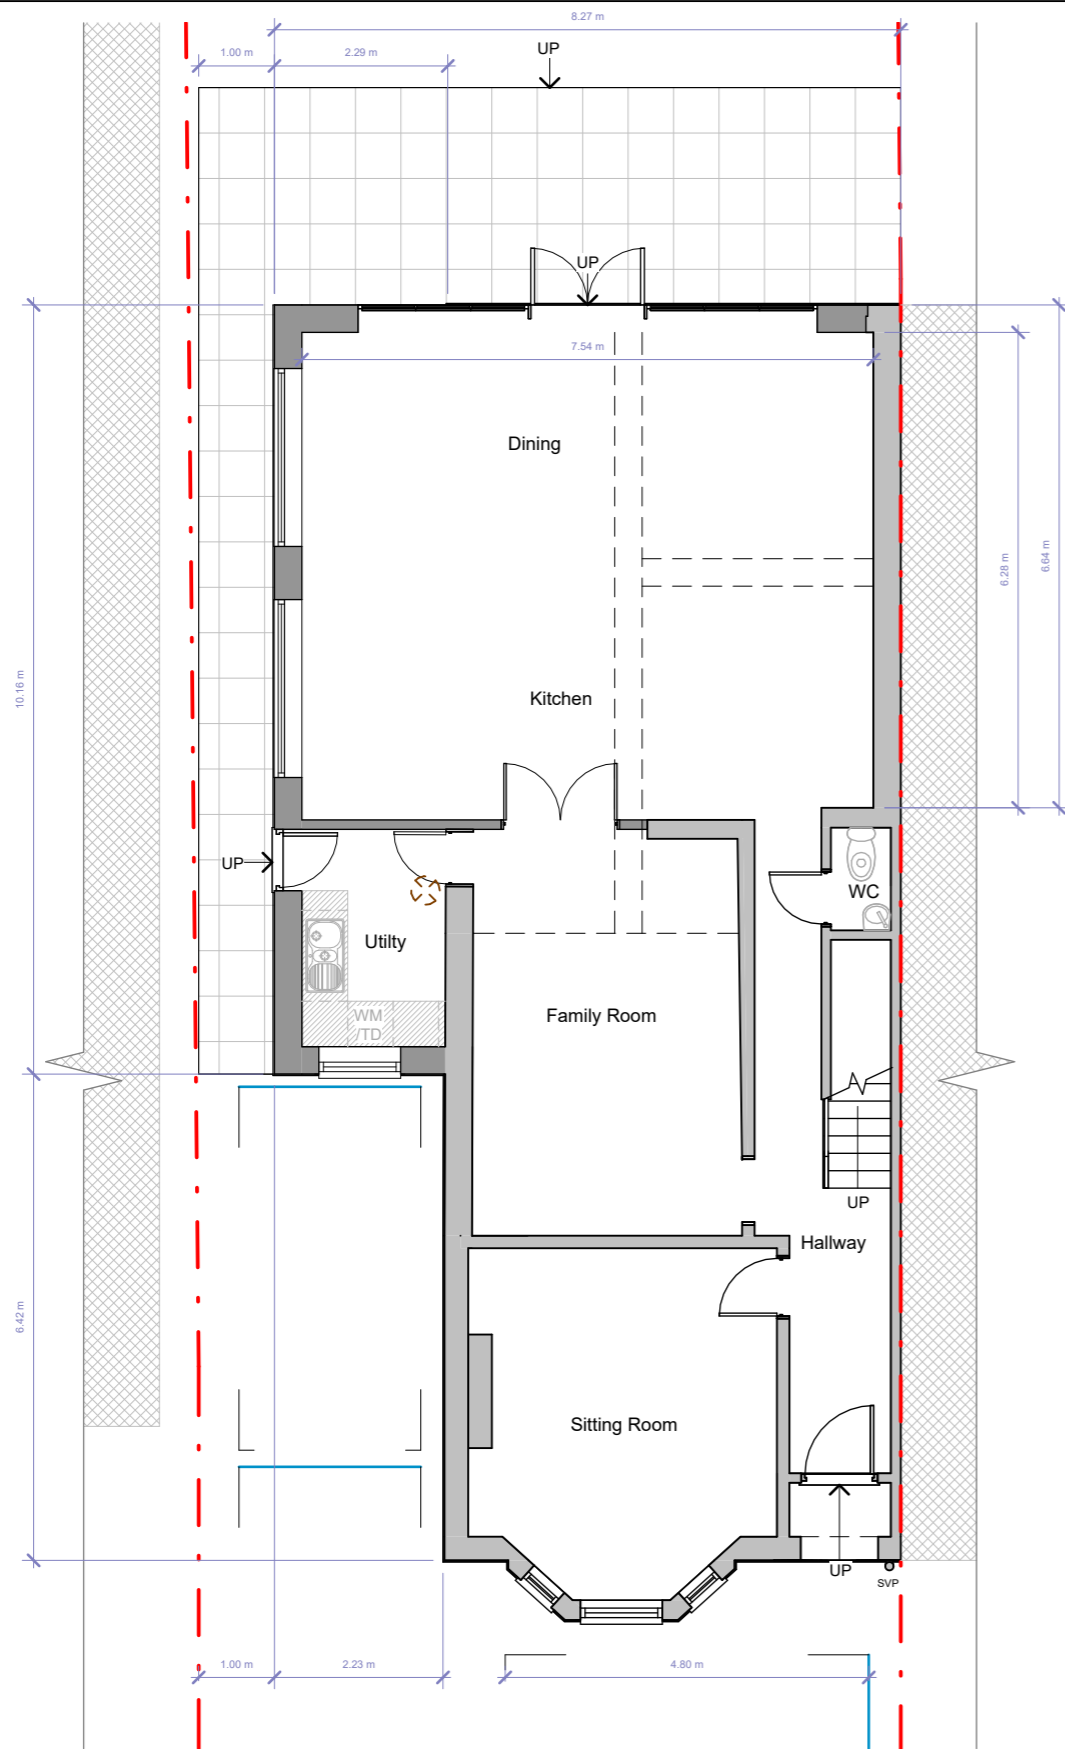 8.27 m
1.00 m
2.29 m
UP
UP
7.54 m
Dining
6.28 m
6.64 m
10.16 m
Kitchen
UP
WC
Utilty
WM
/TD
Family Room
UP
Hallway
6.42 m
Sitting Room
UP
SVP
1.00 m
2.23 m
4.80 m